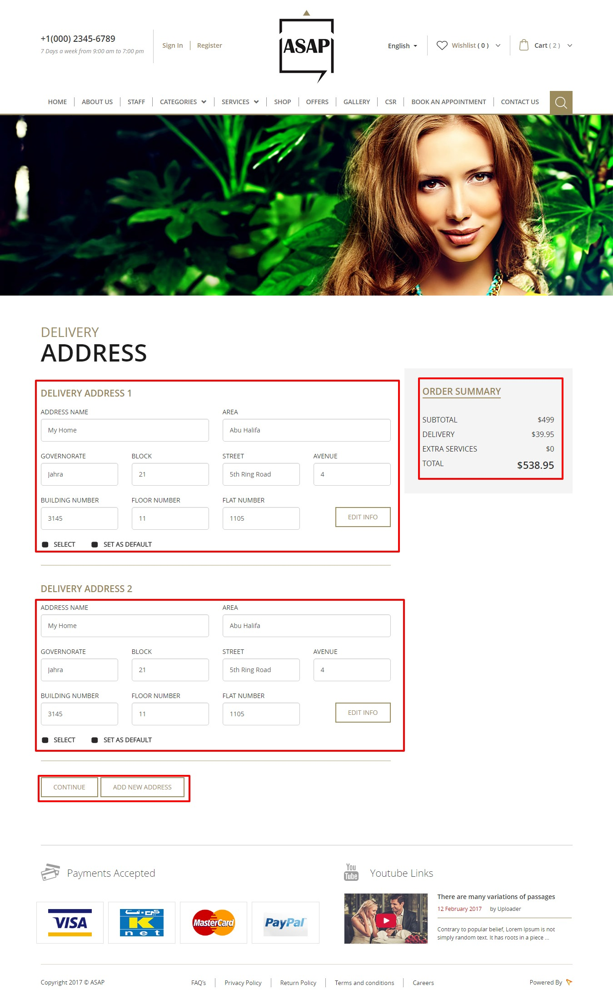 +1(000) 2345-6789
7 Days a week from 9:00 am to 7:00 pm
Sign In
Register
ASAP
English
Wishlist ( 0 )
Cart ( 2 )
HOME
ABOUT US
STAFF
CATEGORIES
SERVICES
SHOP
OFFERS
GALLERY
CSR
BOOK AN APPOINTMENT
CONTACT US
DELIVERY
ADDRESS
DELIVERY ADDRESS 1
ADDRESS NAME
AREA
My Home
Abu Halifa
GOVERNORATE
BLOCK
STREET
AVENUE
Jahra
21
5th Ring Road
4
BUILDING NUMBER
FLOOR NUMBER
FLAT NUMBER
3145
11
1105
EDIT INFO
SELECT
SET AS DEFAULT
ORDER SUMMARY
SUBTOTAL $499
DELIVERY $39.95
EXTRA SERVICES $0
TOTAL $538.95
DELIVERY ADDRESS 2
ADDRESS NAME
AREA
My Home
Abu Halifa
GOVERNORATE
BLOCK
STREET
AVENUE
Jahra
21
5th Ring Road
4
BUILDING NUMBER
FLOOR NUMBER
FLAT NUMBER
3145
11
1105
EDIT INFO
SELECT
SET AS DEFAULT
CONTINUE
ADD NEW ADDRESS
Payments Accepted
VISA
كي-نت
K
net
MasterCard
PayPal
You
Tube
Youtube Links
There are many variations of passages
12 February 2017
by Uploader
Contrary to popular belief, Lorem Ipsum is not
simply random text. It has roots in a piece ...
Copyright 2017 © ASAP
FAQ's
Privacy Policy
Return Policy
Terms and conditions
Careers
Powered By